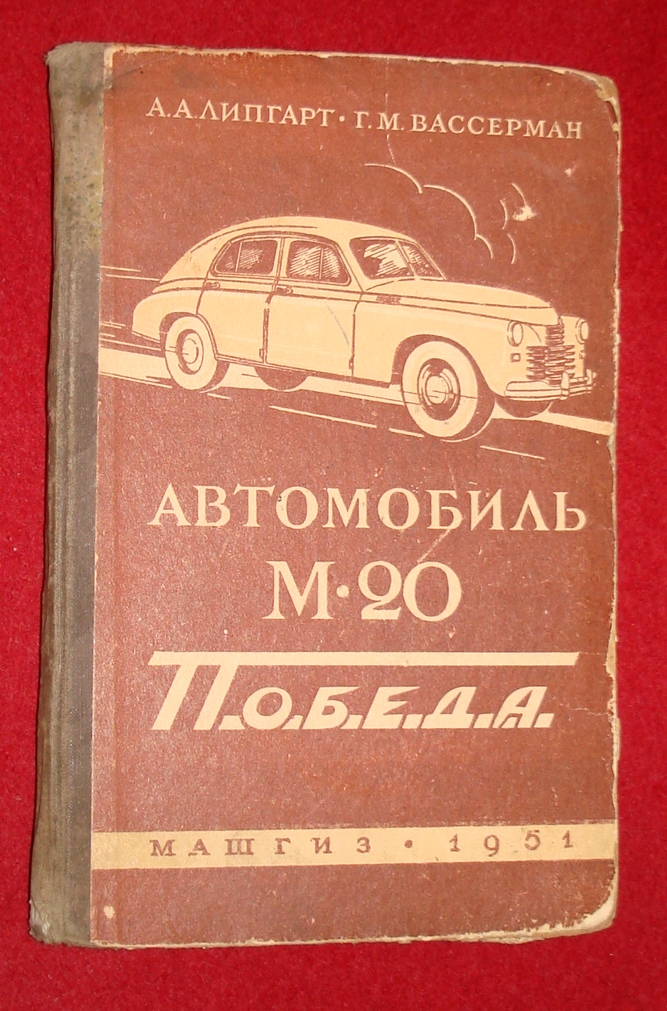 А. А. ЛИПГАРТ • Г. М. ВАССЕРМАН
АВТОМОБИЛЬ
М•20
П.О.Б.Е.Д.А.
МАШГИЗ • 1951